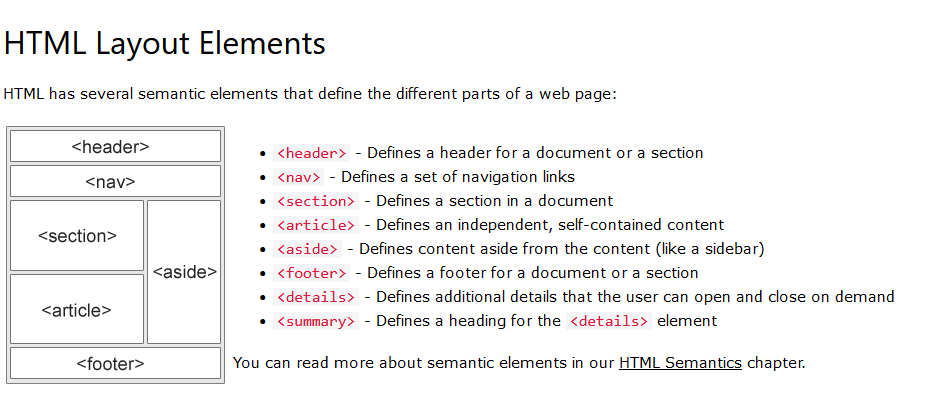 HTML Layout Elements
HTML has several semantic elements that define the different parts of a web page:
<header>
<nav>
<section>
<aside>
<article>
<footer>
• <header> - Defines a header for a document or a section
• <nav> - Defines a set of navigation links
• <section> - Defines a section in a document
• <article> - Defines an independent, self-contained content
• <aside> - Defines content aside from the content (like a sidebar)
• <footer> - Defines a footer for a document or a section
• <details> - Defines additional details that the user can open and close on demand
• <summary> - Defines a heading for the <details> element
You can read more about semantic elements in our HTML Semantics chapter.